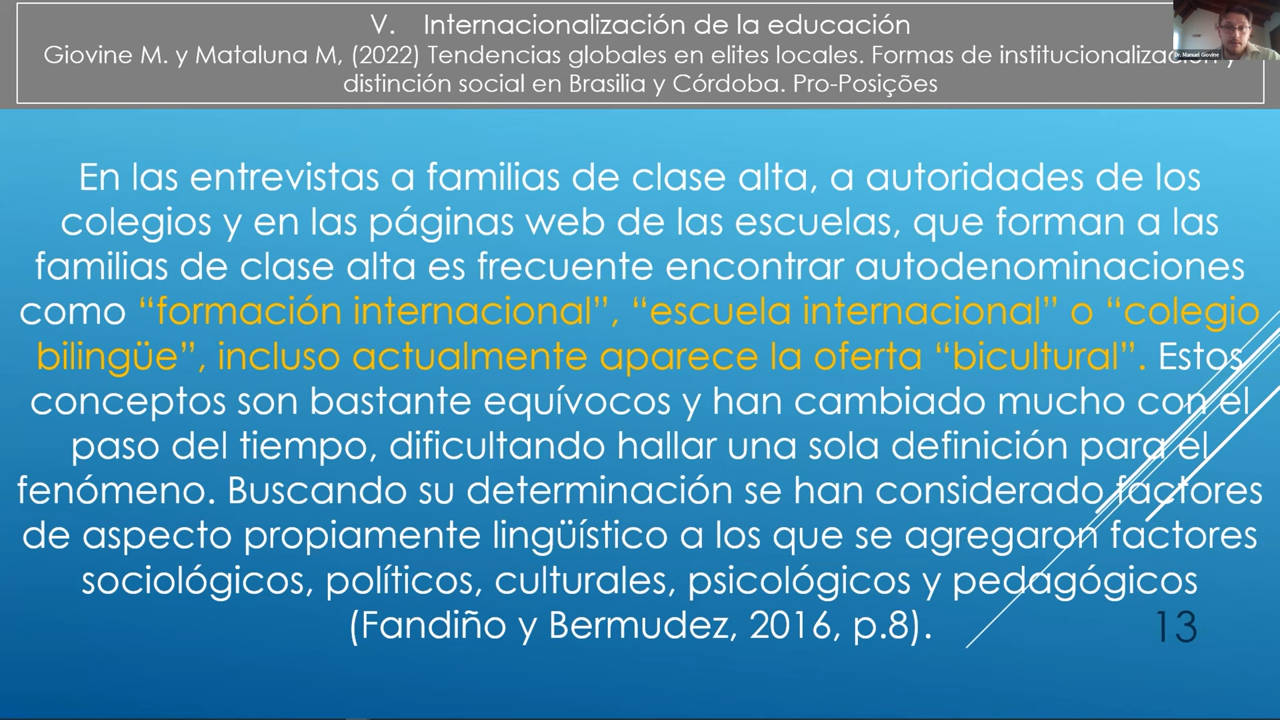 V. Internacionalización de la educación
Giovine M. y Mataluna M, (2022) Tendencias globales en elites locales. Formas de institucionalización y
distinción social en Brasilia y Córdoba. Pro-Posições
Dr. Manuel Giovine
En las entrevistas a familias de clase alta, a autoridades de los
colegios y en las páginas web de las escuelas, que forman a las
familias de clase alta es frecuente encontrar autodenominaciones
como “formación internacional”, “escuela internacional” o “colegio
bilingüe”, incluso actualmente aparece la oferta “bicultural”. Estos
conceptos son bastante equívocos y han cambiado mucho con el
paso del tiempo, dificultando hallar una sola definición para el
fenómeno. Buscando su determinación se han considerado factores
de aspecto propiamente lingüístico a los que se agregaron factores
sociológicos, políticos, culturales, psicológicos y pedagógicos
(Fandiño y Bermudez, 2016, p.8).
13